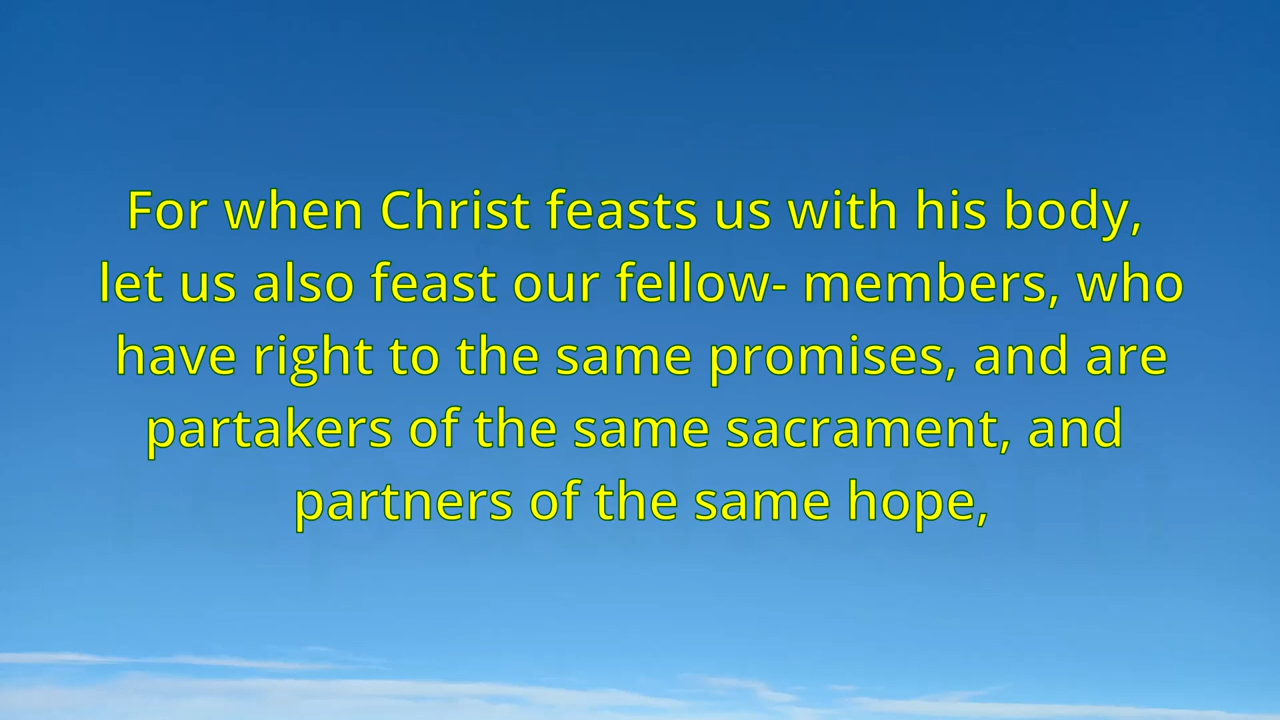 For when Christ feasts us with his body,
let us also feast our fellow- members, who
have right to the same promises, and are
partakers of the same sacrament, and
partners of the same hope,